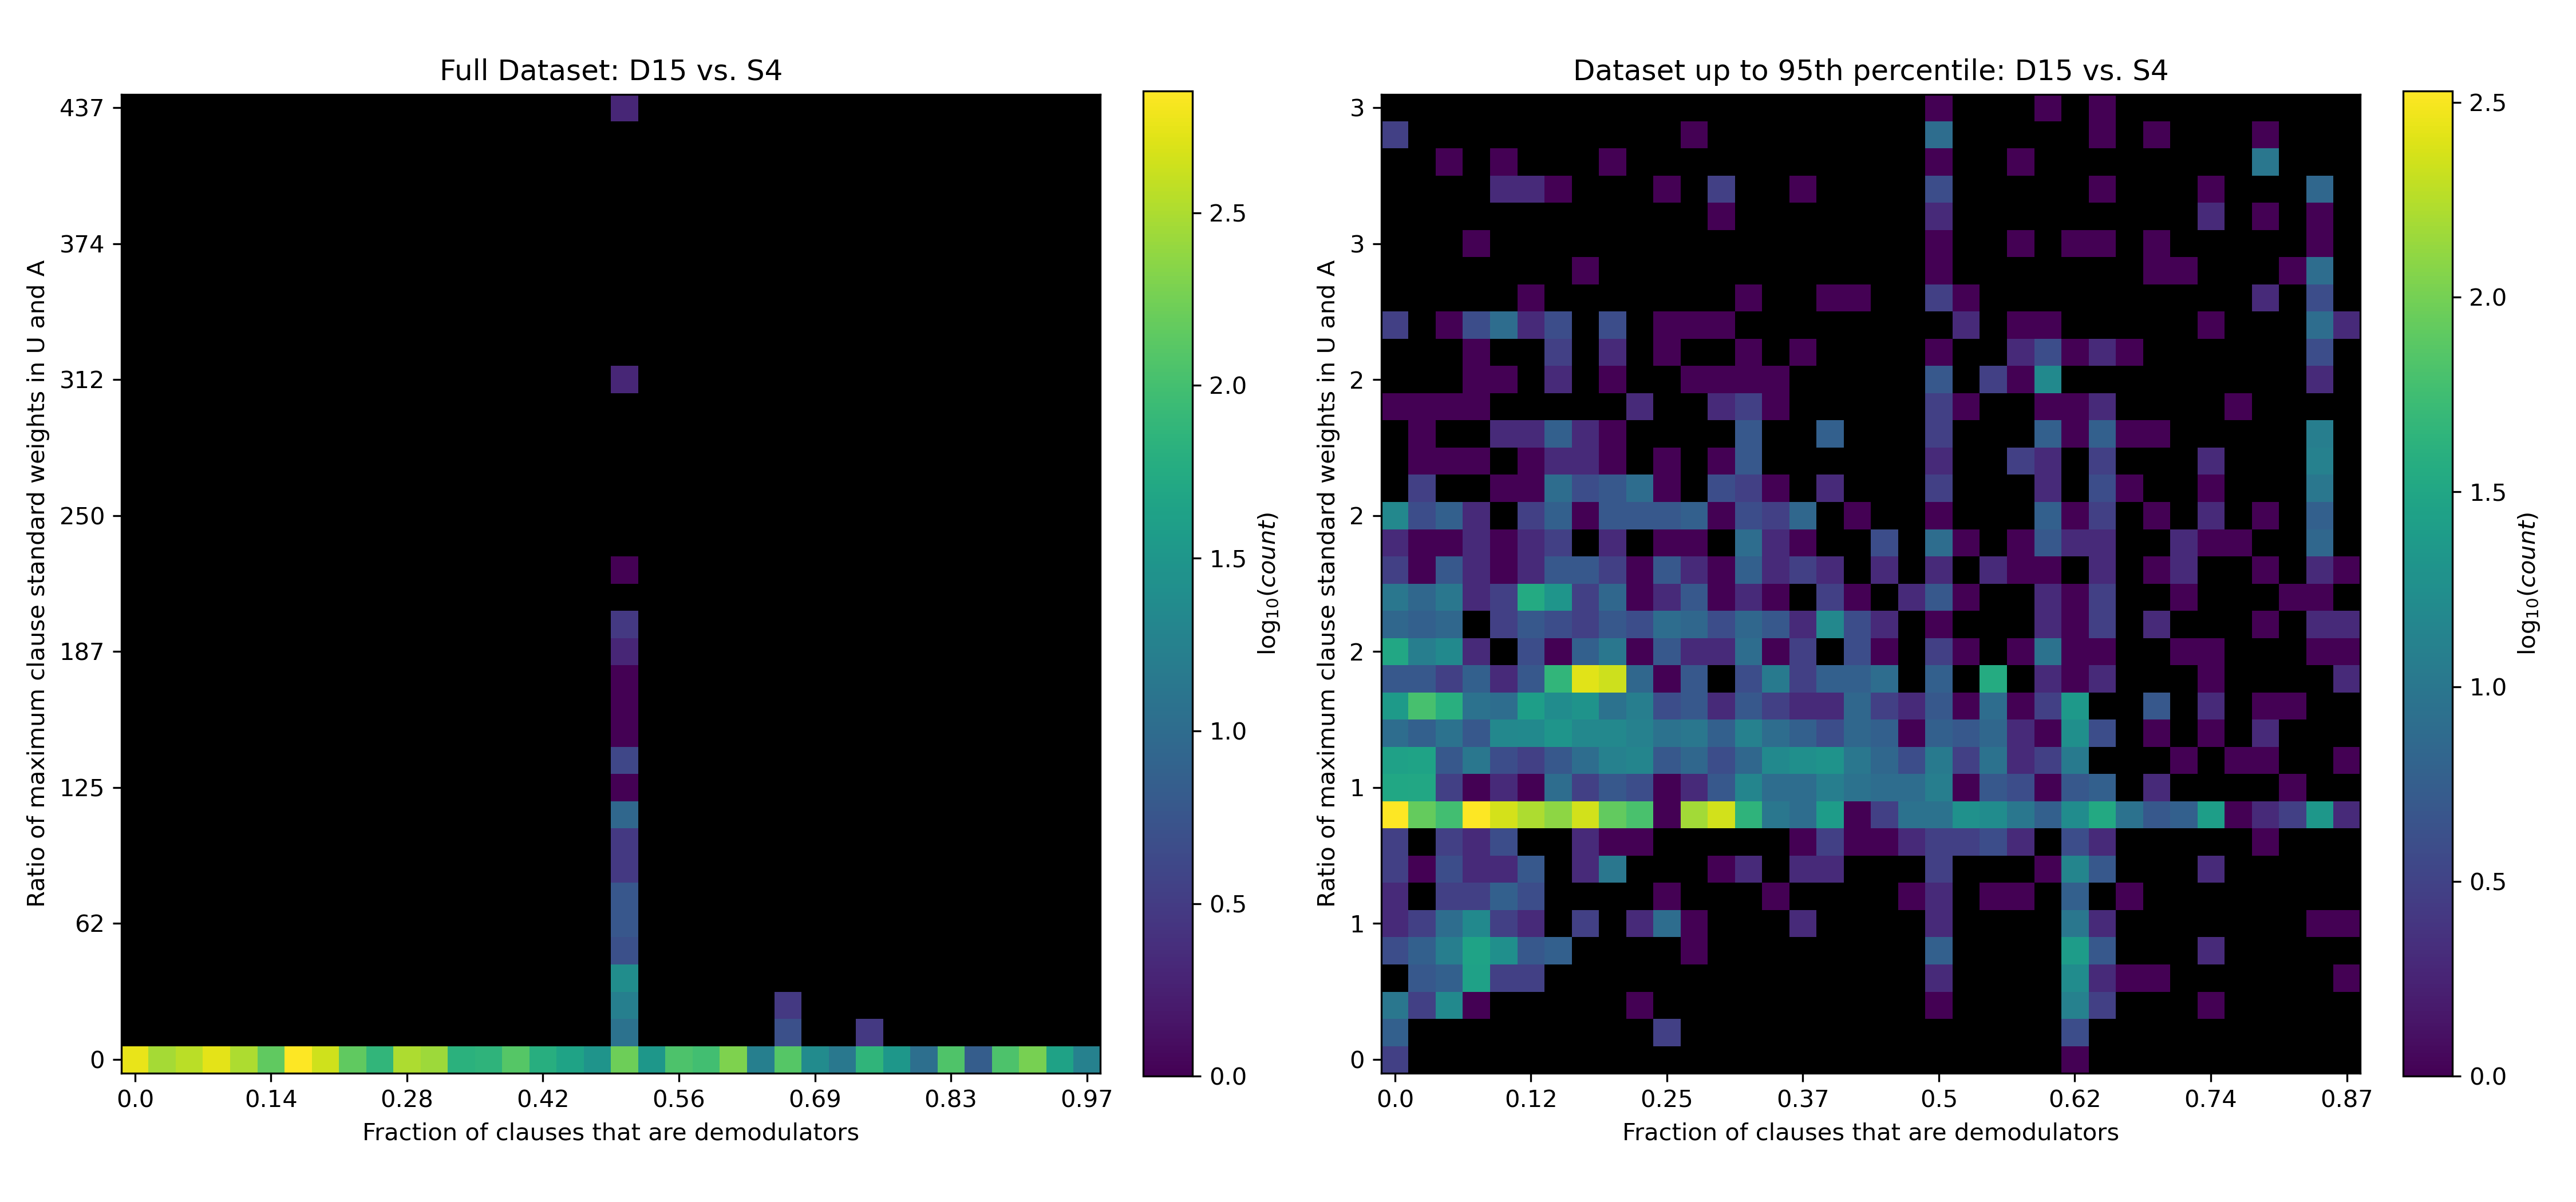 Full Dataset: D15 vs. S4
437
374
312
250
187
125
62
0
Ratio of maximum clause standard weights in U and A
0.0 0.14 0.28 0.42 0.56 0.69 0.83 0.97
Fraction of clauses that are demodulators
2.5
2.0
1.5
1.0
0.5
0.0
log10(count)
Dataset up to 95th percentile: D15 vs. S4
3
3
2
2
2
1
1
0
Ratio of maximum clause standard weights in U and A
0.0 0.12 0.25 0.37 0.5 0.62 0.74 0.87
Fraction of clauses that are demodulators
2.5
2.0
1.5
1.0
0.5
0.0
log10(count)